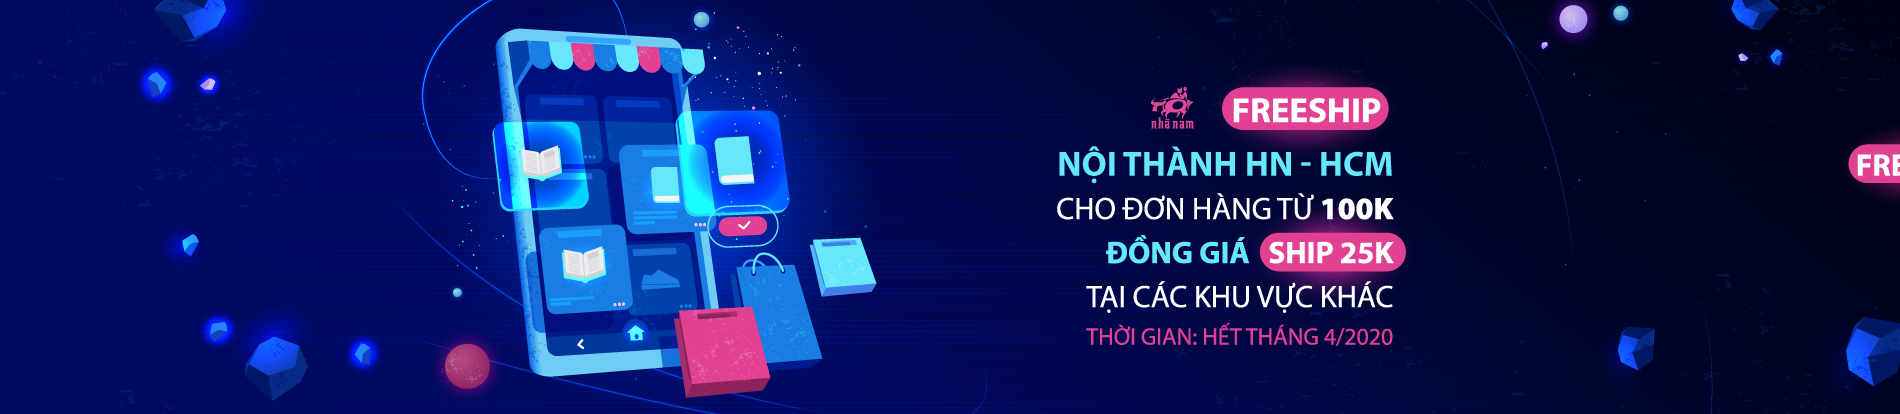 nhã nam
FREESHIP
NỘI THÀNH HN - HCM
CHO ĐƠN HÀNG TỪ 100K
ĐỒNG GIÁ SHIP 25K
TẠI CÁC KHU VỰC KHÁC
THỜI GIAN: HẾT THÁNG 4/2020
FRE